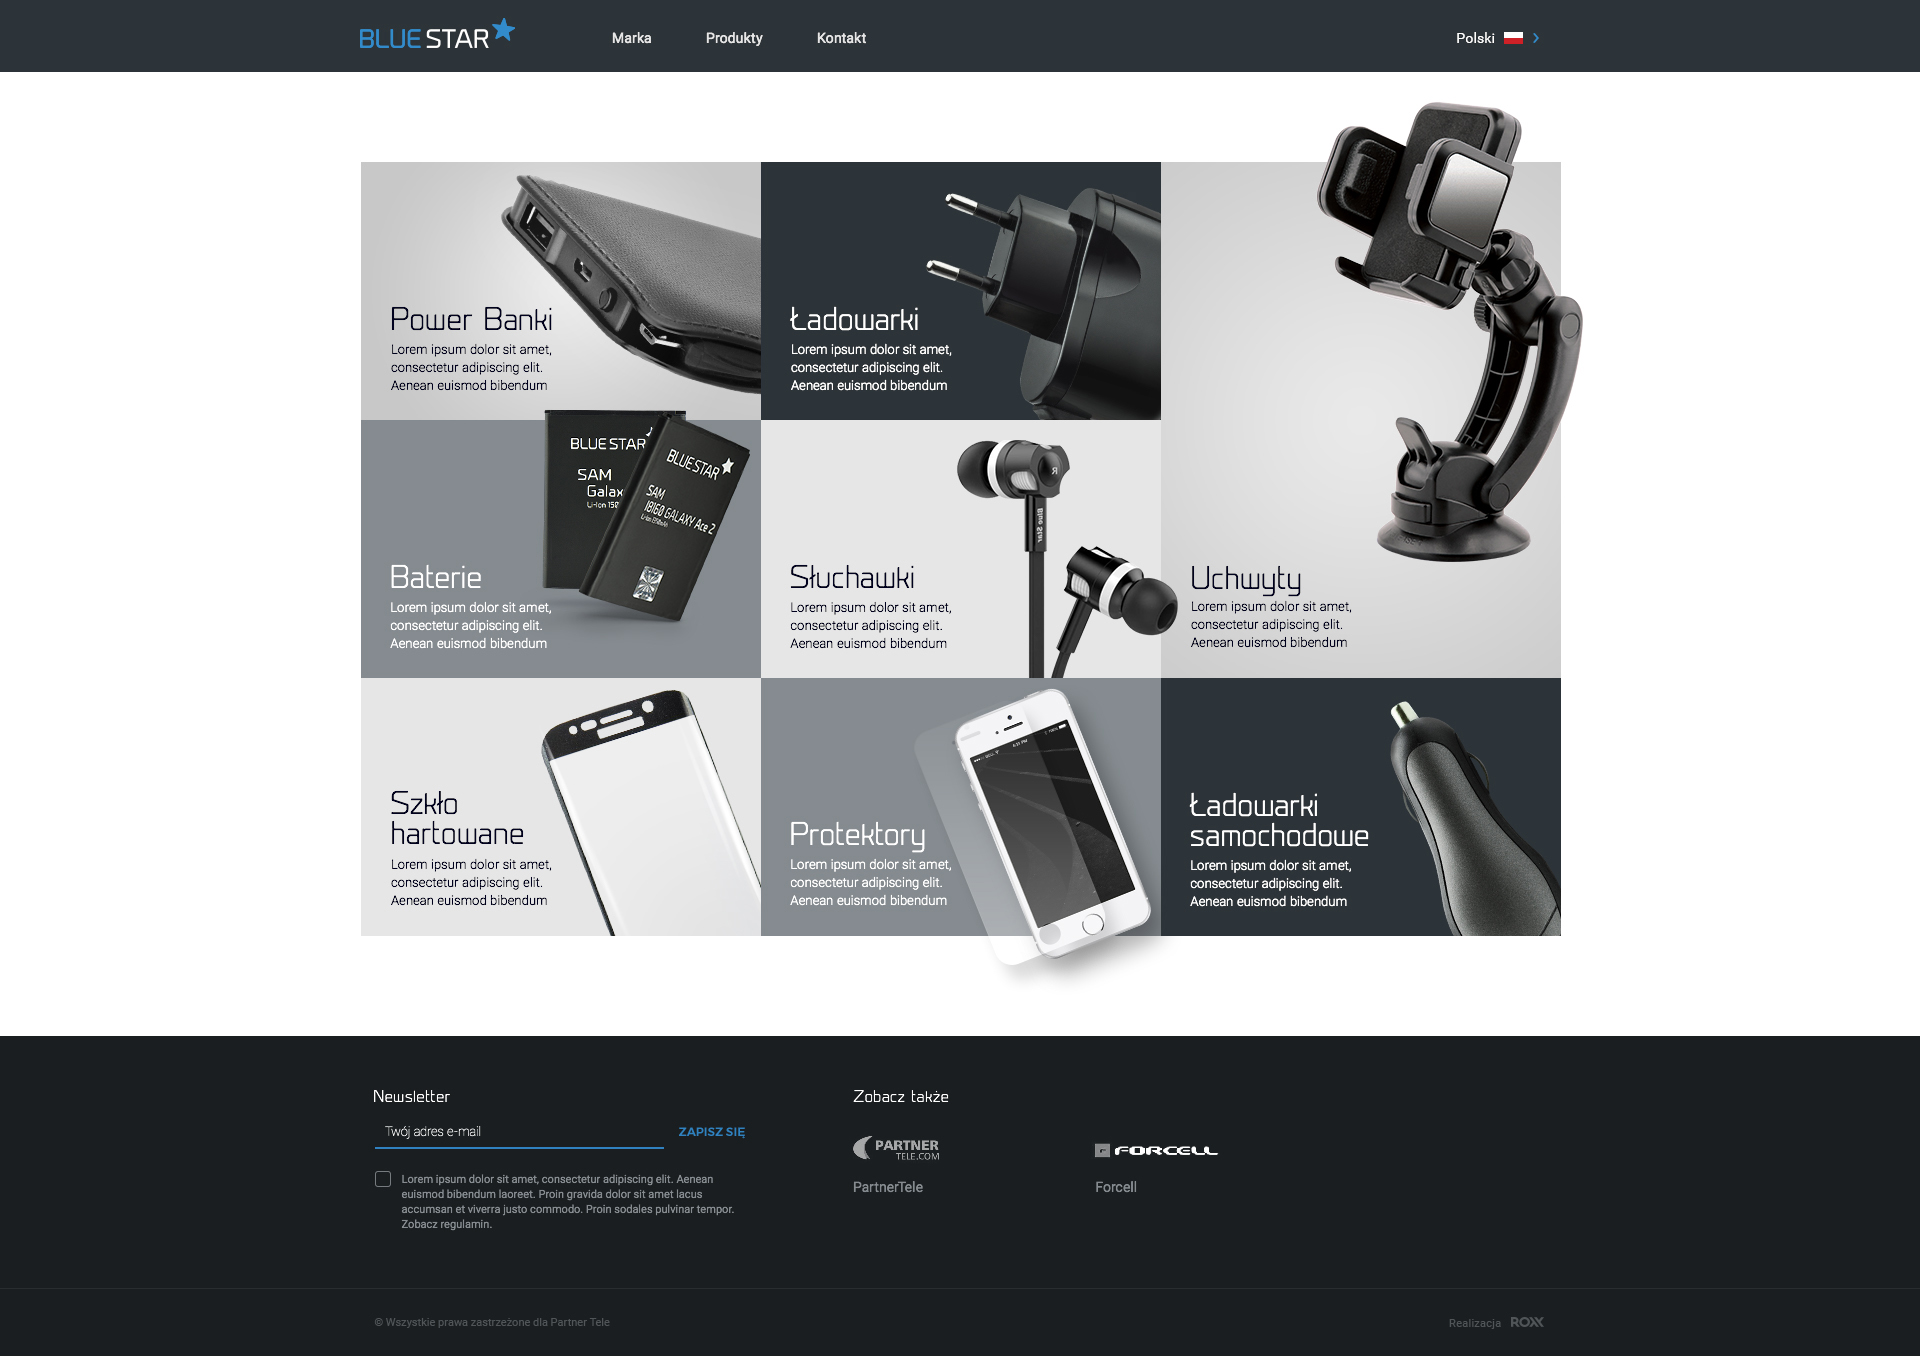 BLUE STAR
Marka
Produkty
Kontakt
Polski
Power Banki
Lorem ipsum dolor sit amet,
consectetur adipiscing elit.
Aenean euismod bibendum
Ładowarki
Lorem ipsum dolor sit amet,
consectetur adipiscing elit.
Aenean euismod bibendum
BLUE STAR
SAM
Galax
Li-Ion 150
BLUE STAR
SAM
I8160 GALAXY Ace 2
Baterie
Lorem ipsum dolor sit amet,
consectetur adipiscing elit.
Aenean euismod bibendum
R
Blue Star
Słuchawki
Lorem ipsum dolor sit amet,
consectetur adipiscing elit.
Aenean euismod bibendum
Uchwyty
Lorem ipsum dolor sit amet,
consectetur adipiscing elit.
Aenean euismod bibendum
Szkło
hartowane
Lorem ipsum dolor sit amet,
consectetur adipiscing elit.
Aenean euismod bibendum
Protektory
Lorem ipsum dolor sit amet,
consectetur adipiscing elit.
Aenean euismod bibendum
Ładowarki
samochodowe
Lorem ipsum dolor sit amet,
consectetur adipiscing elit.
Aenean euismod bibendum
Newsletter
Twój adres e-mail
ZAPISZ SIĘ
Lorem ipsum dolor sit amet, consectetur adipiscing elit. Aenean
euismod bibendum laoreet. Proin gravida dolor sit amet lacus
accumsan et viverra justo commodo. Proin sodales pulvinar tempor.
Zobacz regulamin.
Zobacz także
PARTNER
TELE.COM
PartnerTele
FORCELL
Forcell
© Wszystkie prawa zastrzeżone dla Partner Tele
Realizacja ROXX